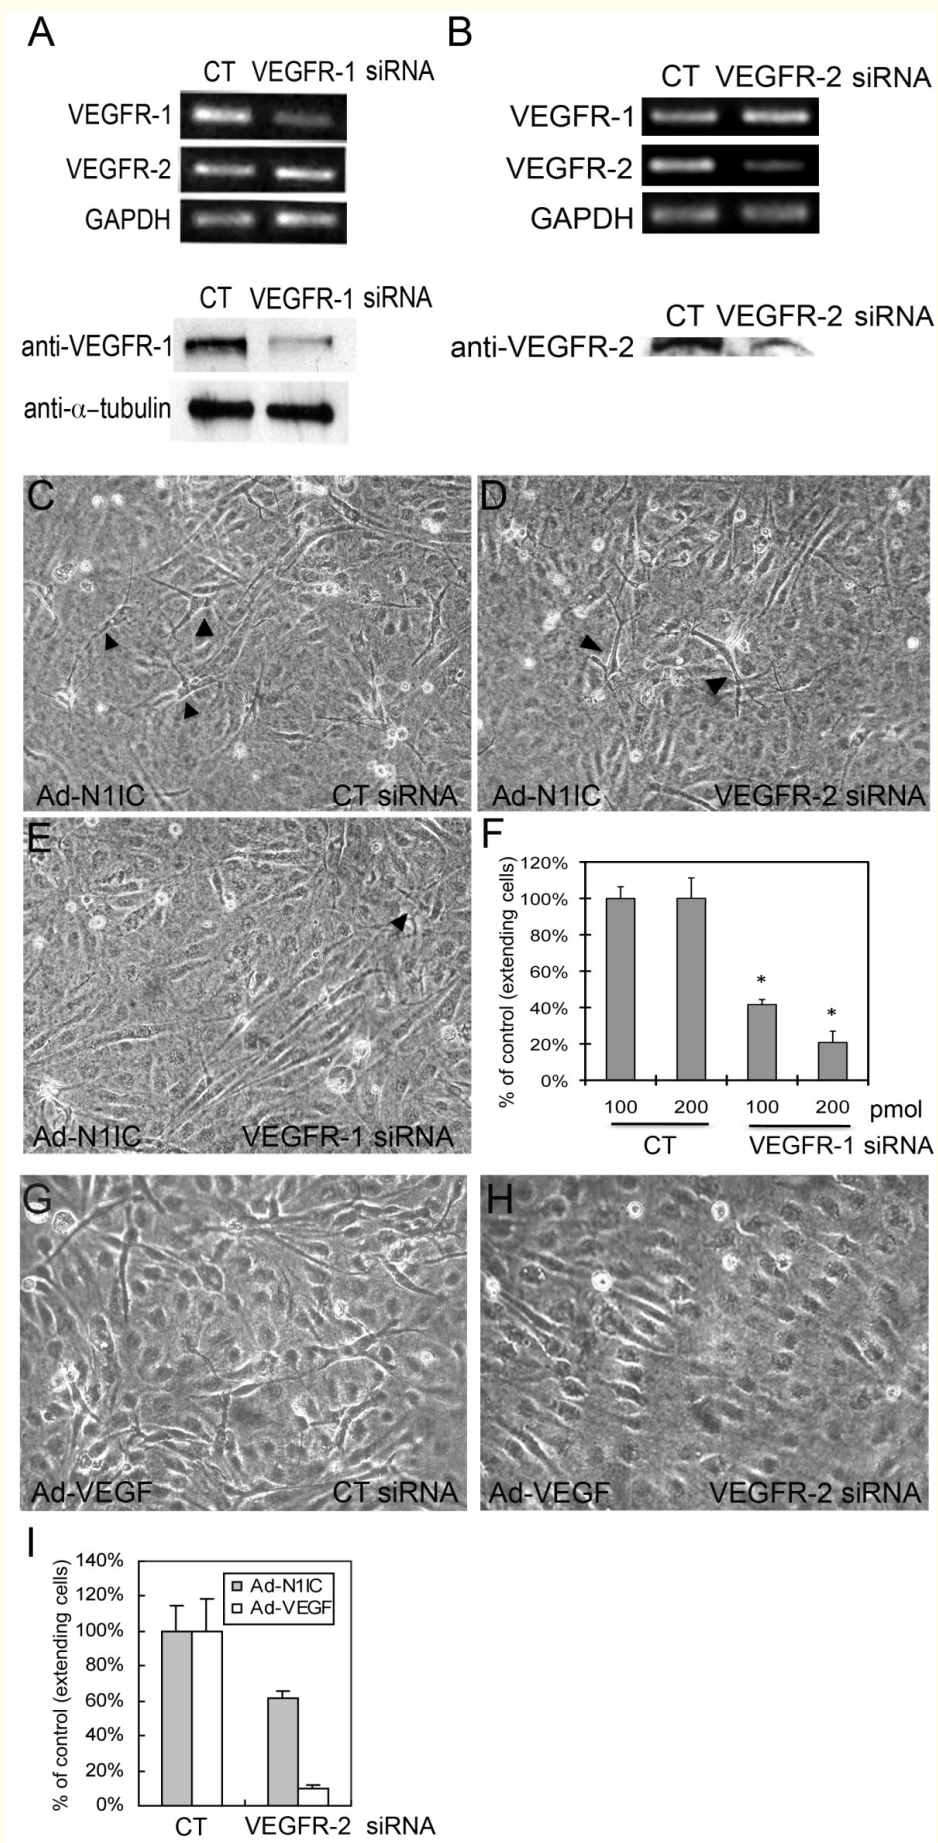 A
CT VEGFR-1 siRNA
VEGFR-1
VEGFR-2
GAPDH
CT VEGFR-1 siRNA
anti-VEGFR-1
anti-α-tubulin
B
CT VEGFR-2 siRNA
VEGFR-1
VEGFR-2
GAPDH
CT VEGFR-2 siRNA
anti-VEGFR-2
C
Ad-N1IC CT siRNA
D
Ad-N1IC VEGFR-2 siRNA
E
Ad-N1IC VEGFR-1 siRNA
F
% of control (extending cells)
120%
100%
80%
60%
40%
20%
0%
* *
100 200 100 200 pmol
CT VEGFR-1 siRNA
G
Ad-VEGF CT siRNA
H
Ad-VEGF VEGFR-2 siRNA
I
% of control (extending cells)
140%
120%
100%
80%
60%
40%
20%
0%
Ad-N1IC
Ad-VEGF
CT VEGFR-2 siRNA